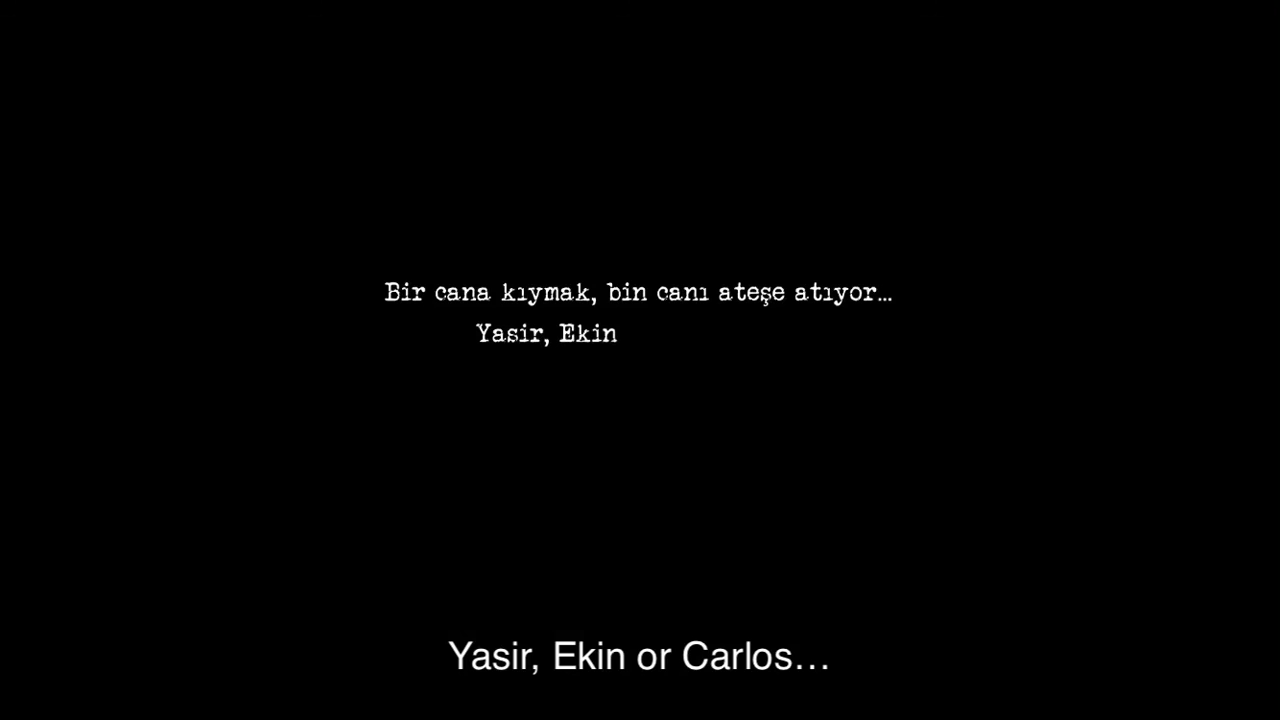 Bir cana kıymak, bin canı ateşe atıyor...
Yasir, Ekin
Yasir, Ekin or Carlos...